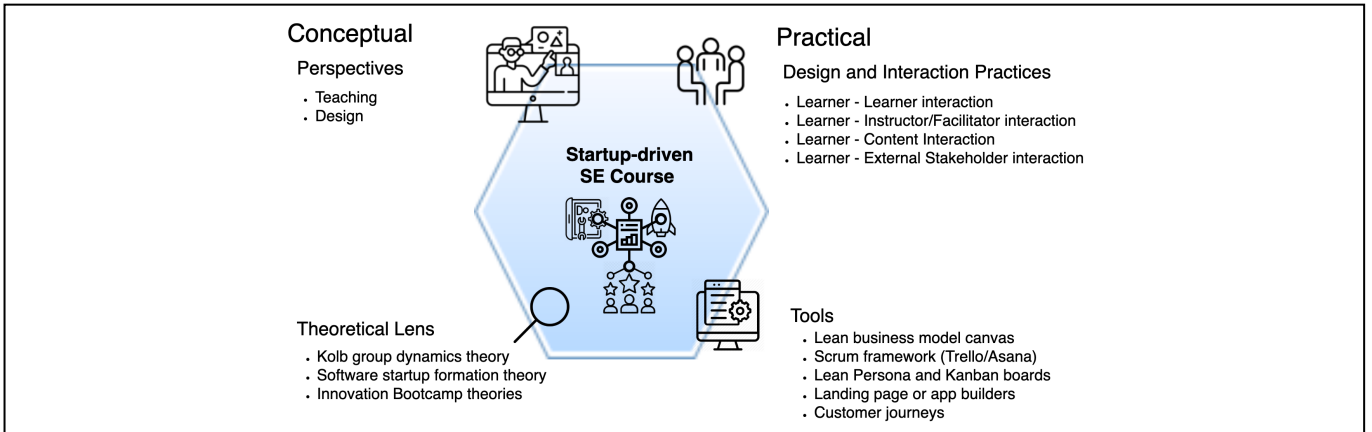 Conceptual
Perspectives
• Teaching
• Design
Practical
Design and Interaction Practices
• Learner - Learner interaction
• Learner - Instructor/Facilitator interaction
• Learner - Content Interaction
• Learner - External Stakeholder interaction
Startup-driven
SE Course
Theoretical Lens
• Kolb group dynamics theory
• Software startup formation theory
• Innovation Bootcamp theories
Tools
• Lean business model canvas
• Scrum framework (Trello/Asana)
• Lean Persona and Kanban boards
• Landing page or app builders
• Customer journeys